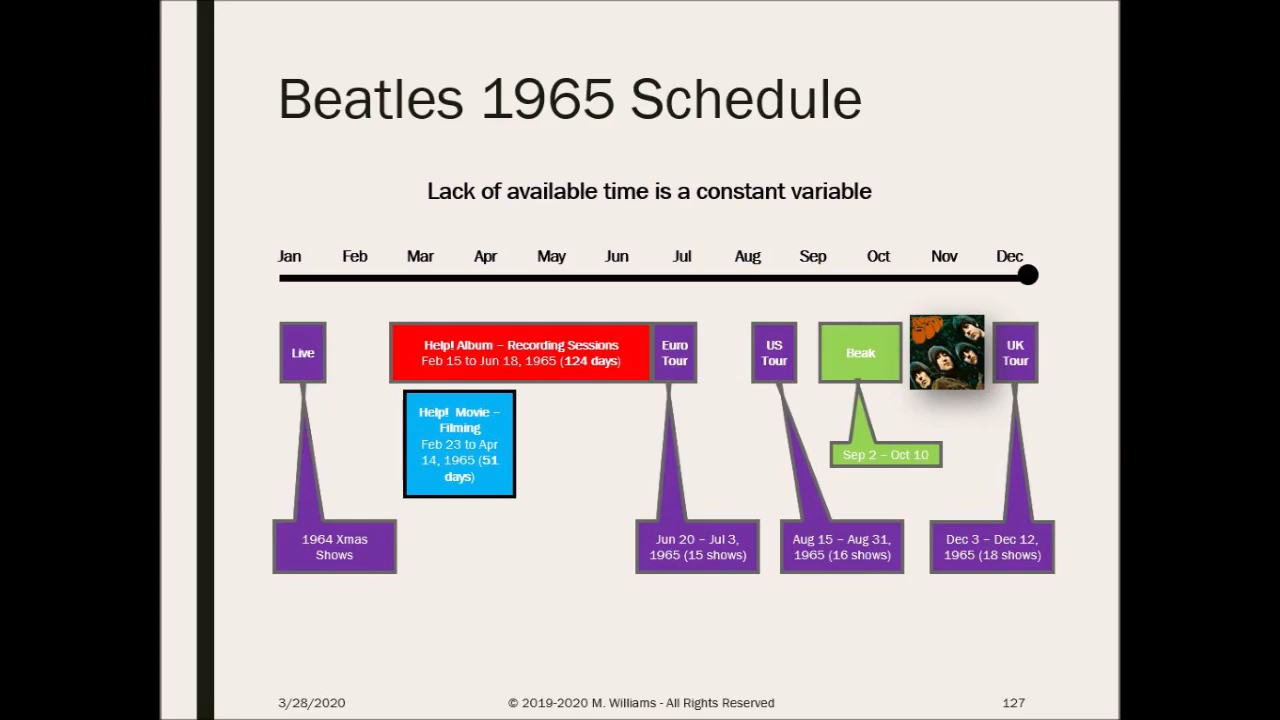 Beatles 1965 Schedule
Lack of available time is a constant variable
Jan Feb Mar Apr May Jun Jul Aug Sep Oct Nov Dec
Live
Help! Album – Recording Sessions
Feb 15 to Jun 18, 1965 (124 days)
Euro
Tour
US
Tour
Beak
UK
Tour
Help! Movie –
Filming
Feb 23 to Apr
14, 1965 (51
days)
Sep 2 – Oct 10
1964 Xmas
Shows
Jun 20 – Jul 3,
1965 (15 shows)
Aug 15 – Aug 31,
1965 (16 shows)
Dec 3 – Dec 12,
1965 (18 shows)
3/28/2020
© 2019-2020 M. Williams - All Rights Reserved
127